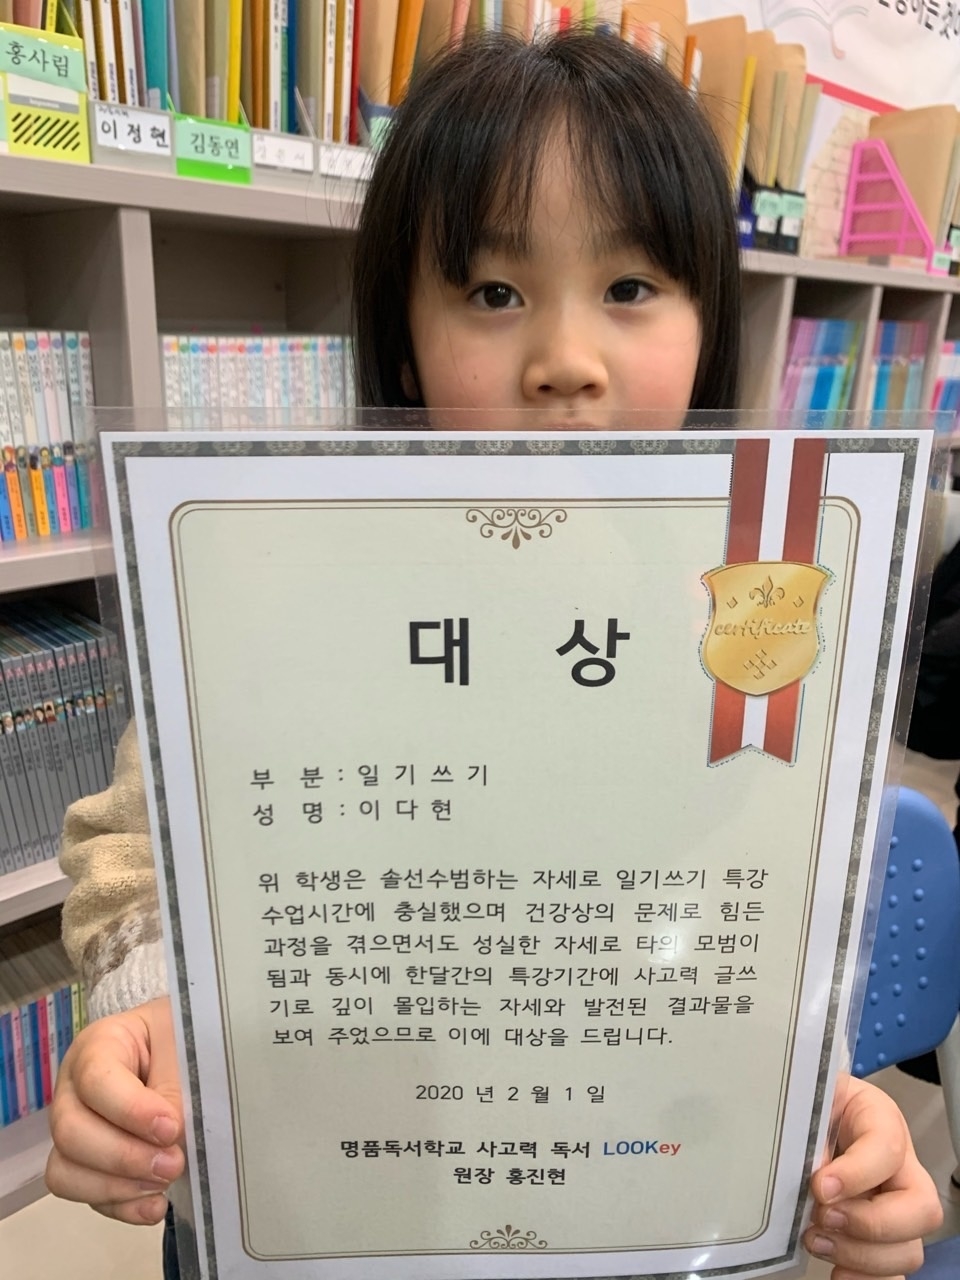 홍사림
이정현
김동연
대 상
certificate
부 분 : 일 기 쓰 기
성 명 : 이 다 현
위 학생은 솔선수범하는 자세로 일기쓰기 특강
수업시간에 충실했으며 건강상의 문제로 힘든
과정을 겪으면서도 성실한 자세로 타의 모범이
됨과 동시에 한달간의 특강기간에 사고력 글쓰
기로 깊이 몰입하는 자세와 발전된 결과물을
보여 주었으므로 이에 대상을 드립니다.
2020 년 2 월 1 일
명품독서학교 사고력 독서 LOOKey
원장 홍진현